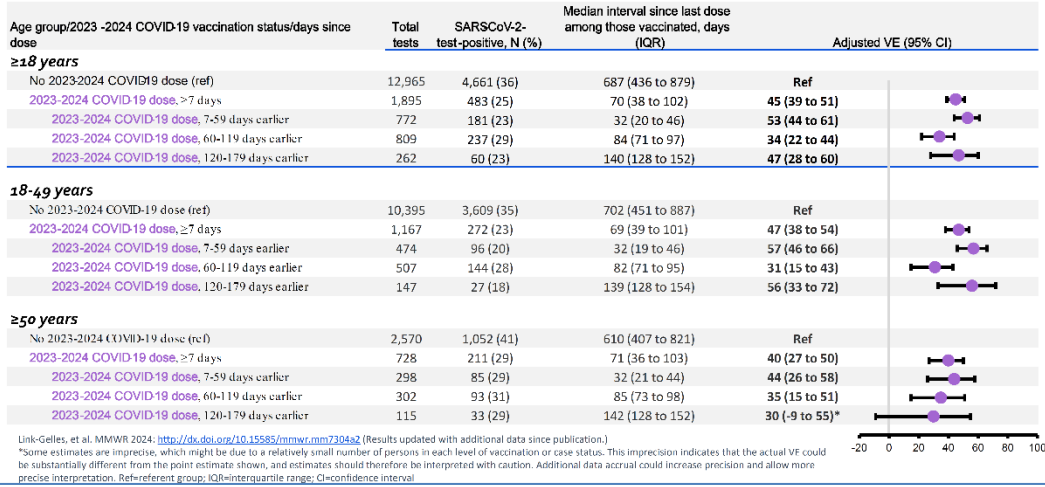 Age group/2023 -2024 COVID-19 vaccination status/days since dose Total tests SARSCoV-2-test-positive, N (%) Median interval since last dose among those vaccinated, days (IQR) Adjusted VE (95% CI)
≥18 years
No 2023-2024 COVID-19 dose (ref) 12,965 4,661 (36) 687 (436 to 879) Ref
2023-2024 COVID-19 dose, ≥7 days 1,895 483 (25) 70 (38 to 102) 45 (39 to 51)
2023-2024 COVID-19 dose, 7-59 days earlier 772 181 (23) 32 (20 to 46) 53 (44 to 61)
2023-2024 COVID-19 dose, 60-119 days earlier 809 237 (29) 84 (71 to 97) 34 (22 to 44)
2023-2024 COVID-19 dose, 120-179 days earlier 262 60 (23) 140 (128 to 152) 47 (28 to 60)
18-49 years
No 2023-2024 COVID-19 dose (ref) 10,395 3,609 (35) 702 (451 to 887) Ref
2023-2024 COVID-19 dose, ≥7 days 1,167 272 (23) 69 (39 to 101) 47 (38 to 54)
2023-2024 COVID-19 dose, 7-59 days earlier 474 96 (20) 32 (19 to 46) 57 (46 to 66)
2023-2024 COVID-19 dose, 60-119 days earlier 507 144 (28) 82 (71 to 95) 31 (15 to 43)
2023-2024 COVID-19 dose, 120-179 days earlier 147 27 (18) 139 (128 to 154) 56 (33 to 72)
≥50 years
No 2023-2024 COVID-19 dose (ref) 2,570 1,052 (41) 610 (407 to 821) Ref
2023-2024 COVID-19 dose, ≥7 days 728 211 (29) 71 (36 to 103) 40 (27 to 50)
2023-2024 COVID-19 dose, 7-59 days earlier 298 85 (29) 32 (21 to 44) 44 (26 to 58)
2023-2024 COVID-19 dose, 60-119 days earlier 302 93 (31) 85 (73 to 98) 35 (15 to 51)
2023-2024 COVID-19 dose, 120-179 days earlier 115 33 (29) 142 (128 to 152) 30 (-9 to 55)*
-20 0 20 40 60 80 100
Link-Gelles, et al. MMWR 2024: http://dx.doi.org/10.15585/mmwr.mm7304a2 (Results updated with additional data since publication.)
*Some estimates are imprecise, which might be due to a relatively small number of persons in each level of vaccination or case status. This imprecision indicates that the actual VE could
be substantially different from the point estimate shown, and estimates should therefore be interpreted with caution. Additional data accrual could increase precision and allow more
precise interpretation. Ref=referent group; IQR=interquartile range; CI=confidence interval